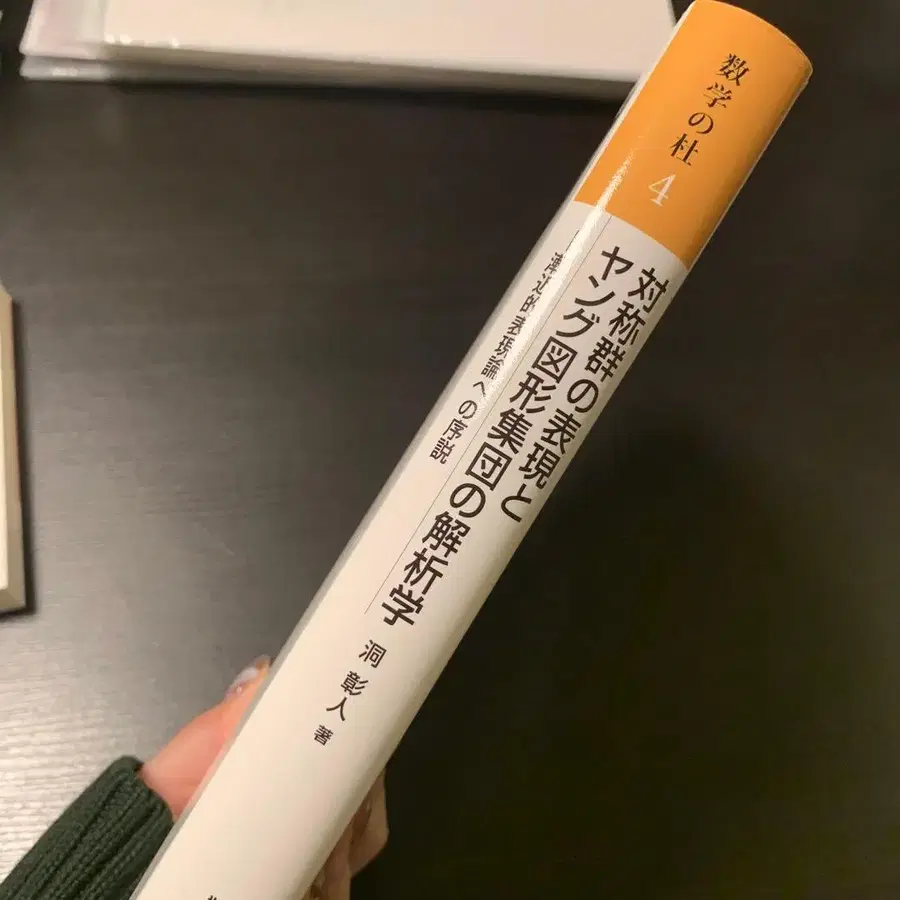 数学の杜
4
対称群の表現と
ヤング図形集団の解析学
漸近的表現論への序説
洞 彰人 著